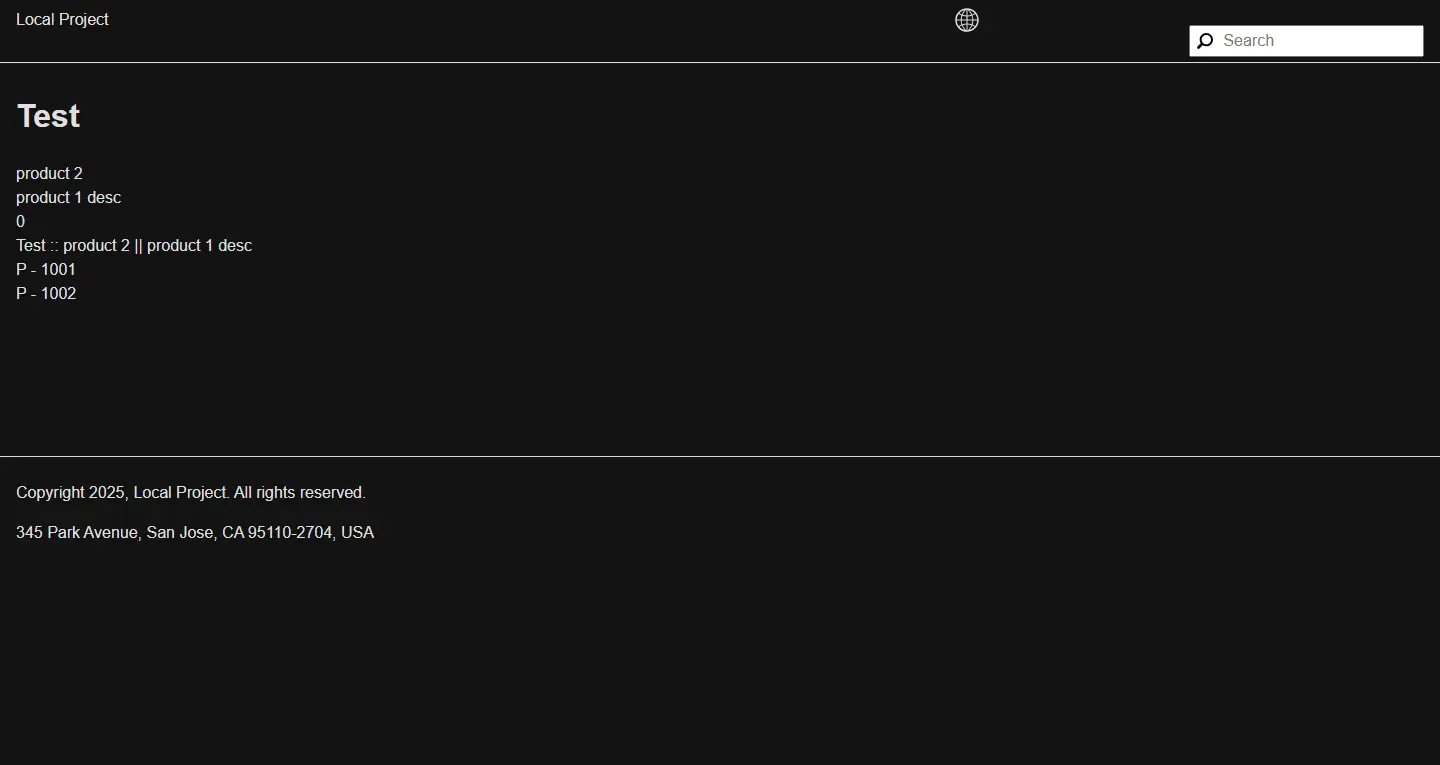 Local Project
Search
Test
product 2
product 1 desc
0
Test :: product 2 || product 1 desc
P - 1001
P - 1002
Copyright 2025, Local Project. All rights reserved.
345 Park Avenue, San Jose, CA 95110-2704, USA